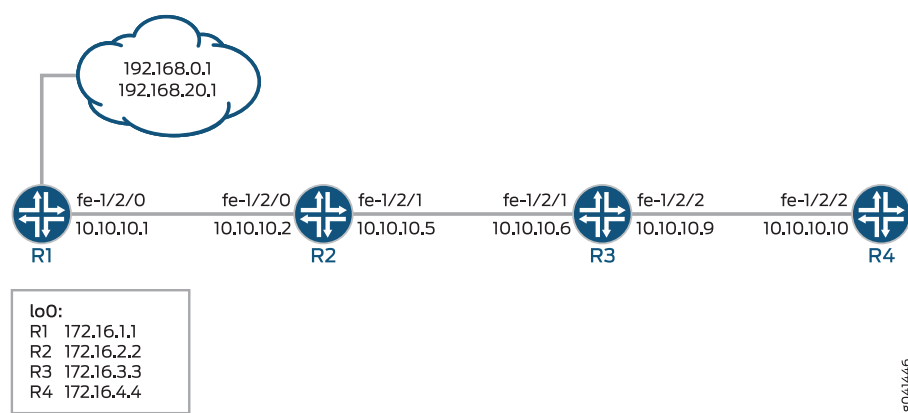 192.168.0.1
192.168.20.1
fe-1/2/0 fe-1/2/0 fe-1/2/1 fe-1/2/1 fe-1/2/2 fe-1/2/2
10.10.10.1 10.10.10.2 10.10.10.5 10.10.10.6 10.10.10.9 10.10.10.10
R1 R2 R3 R4
lo0:
R1 172.16.1.1
R2 172.16.2.2
R3 172.16.3.3
R4 172.16.4.4
g041446